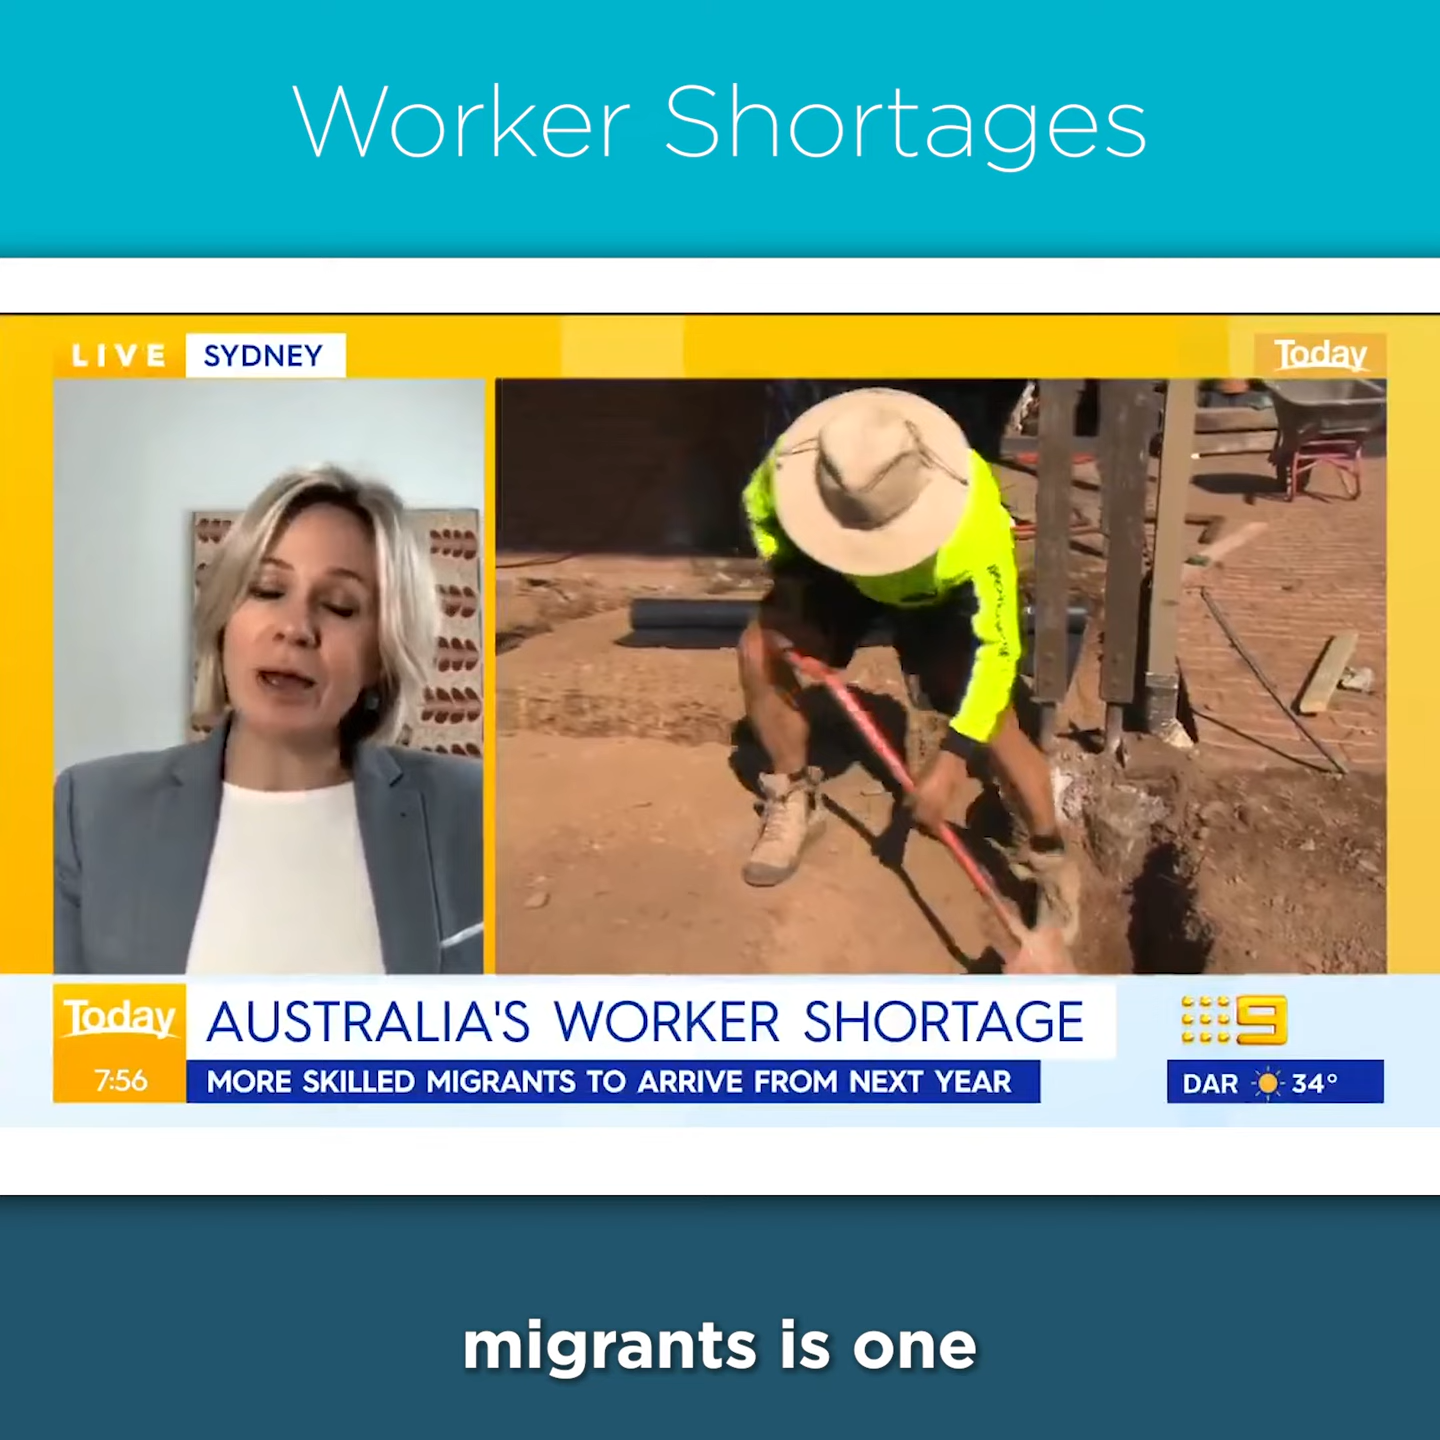 Worker Shortages
LIVE SYDNEY
Today
Today
AUSTRALIA'S WORKER SHORTAGE
9
7:56
MORE SKILLED MIGRANTS TO ARRIVE FROM NEXT YEAR
DAR 34°
migrants is one